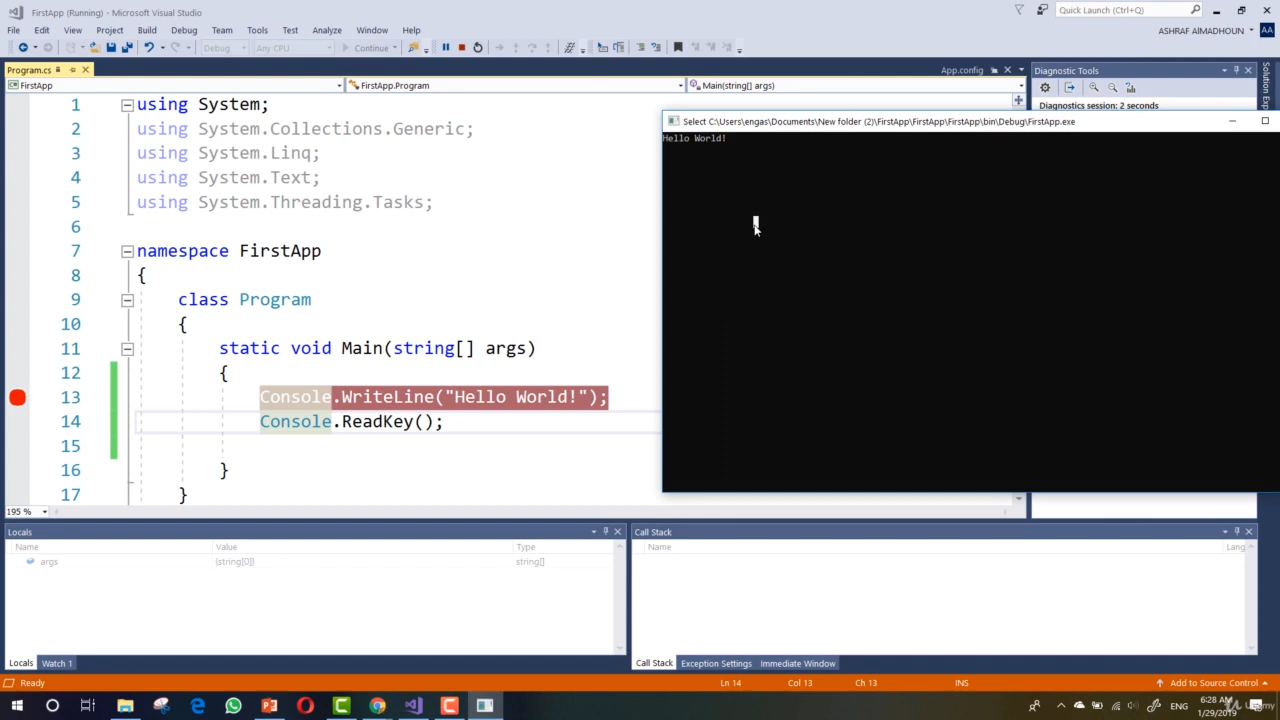 FirstApp (Running) - Microsoft Visual Studio
Quick Launch (Ctrl+Q)
File Edit View Project Build Debug Team Tools Test Analyze Window Help
ASHRAF AIMADHOUN AA
Debug Any CPU Continue
Program.cs
App.config
Diagnostic Tools
Solution Exp
FirstApp
FirstApp.Program
Main(string[] args)
Diagnostics session: 2 seconds
Select C:\Users\engas\Documents\New folder (2)\FirstApp\FirstApp\FirstApp\bin\Debug\FirstApp.exe
Hello World!
1 using System;
2 using System.Collections.Generic;
3 using System.Linq;
4 using System.Text;
5 using System.Threading.Tasks;
6
7 namespace FirstApp
8 {
9 class Program
10 {
11 static void Main(string[] args)
12 {
13 Console.WriteLine("Hello World!");
14 Console.ReadKey();
15
16 }
17 }
195 %
Locals
Name Value Type
args {string[0]} string[]
Locals Watch 1
Call Stack
Name Lang
Call Stack Exception Settings Immediate Window
Ready
Ln 14 Col 13 Ch 13 INS
Add to Source Control
ENG
6:28 AM
1/29/2019
Udemy